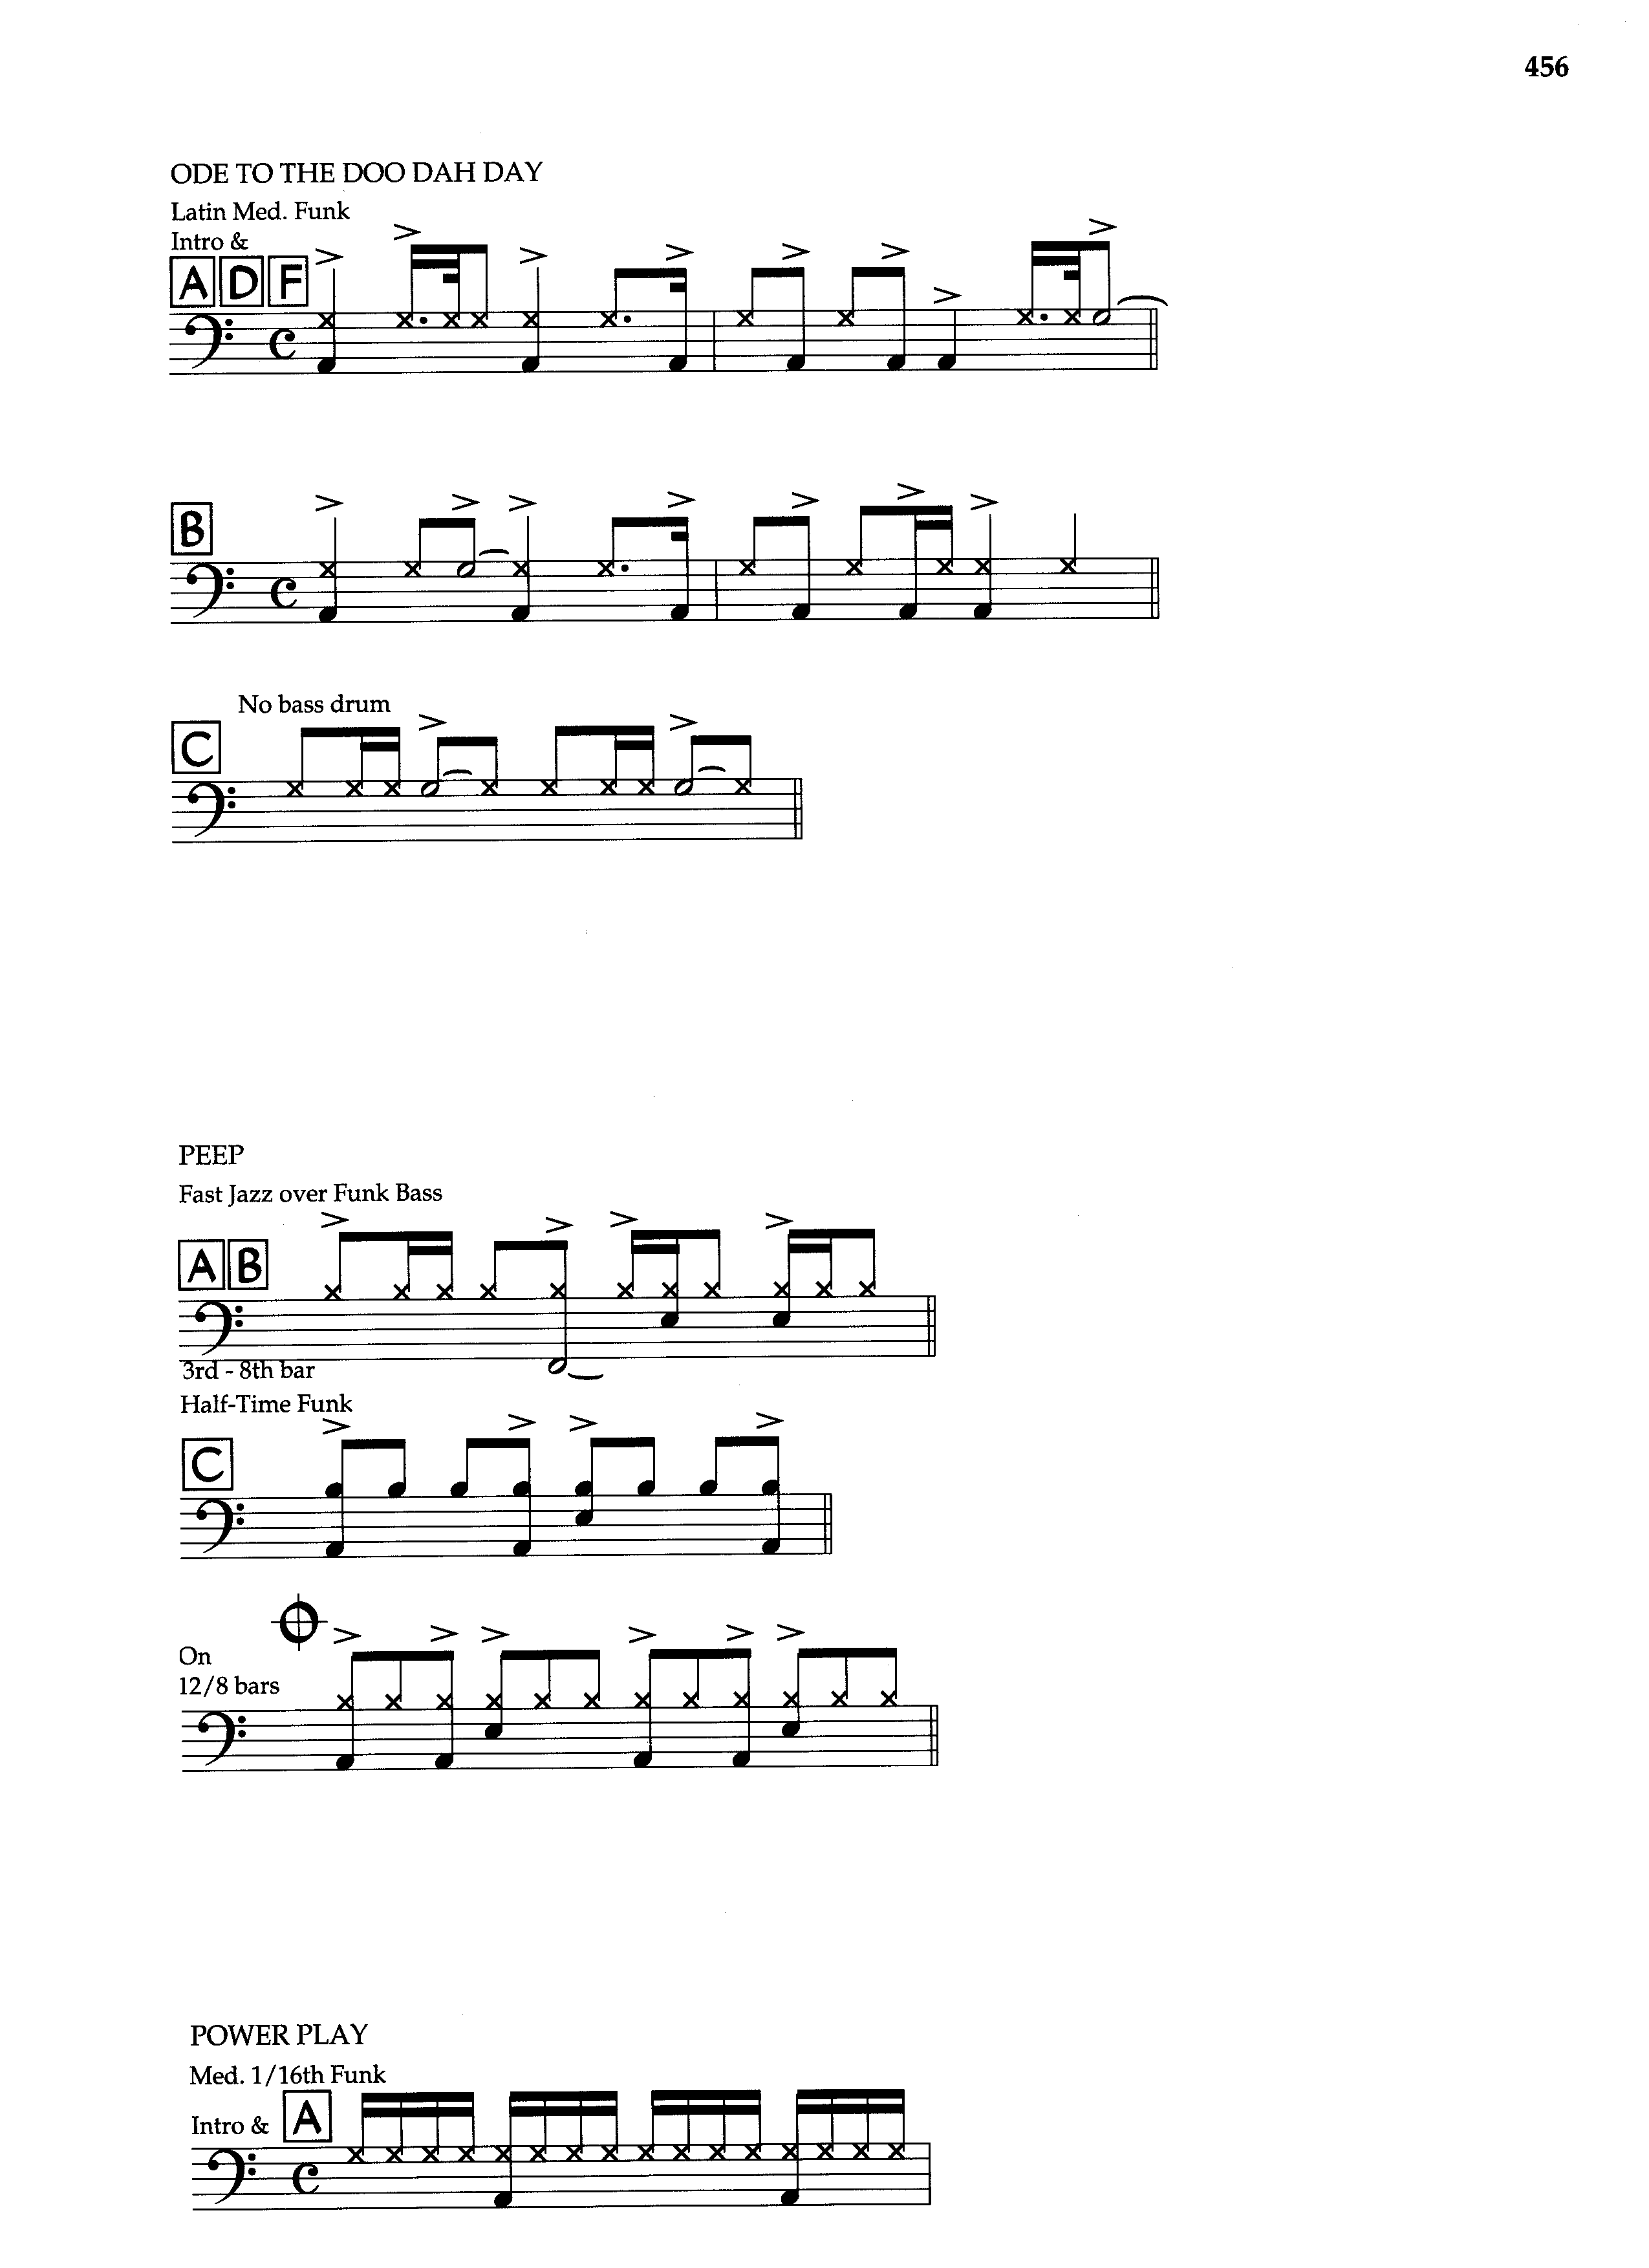 456
ODE TO THE DOO DAH DAY
Latin Med. Funk
Intro &
A D F
B
No bass drum
C
PEEP
Fast Jazz over Funk Bass
A B
3rd - 8th bar
Half-Time Funk
C
On
12/8 bars
POWER PLAY
Med. 1/16th Funk
Intro & A